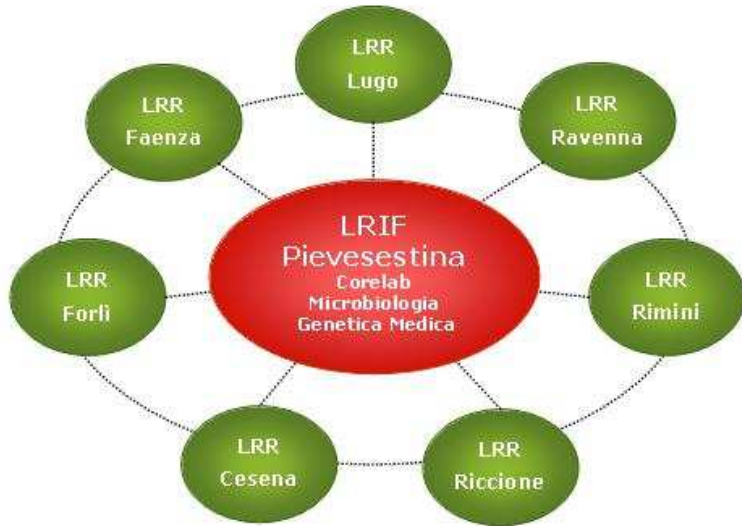 LRR
Lugo
LRR
Faenza
LRR
Ravenna
LRIF
Pievesestina
Corelab
Microbiologia
Genetica Medica
LRR
Forlì
LRR
Rimini
LRR
Cesena
LRR
Riccione